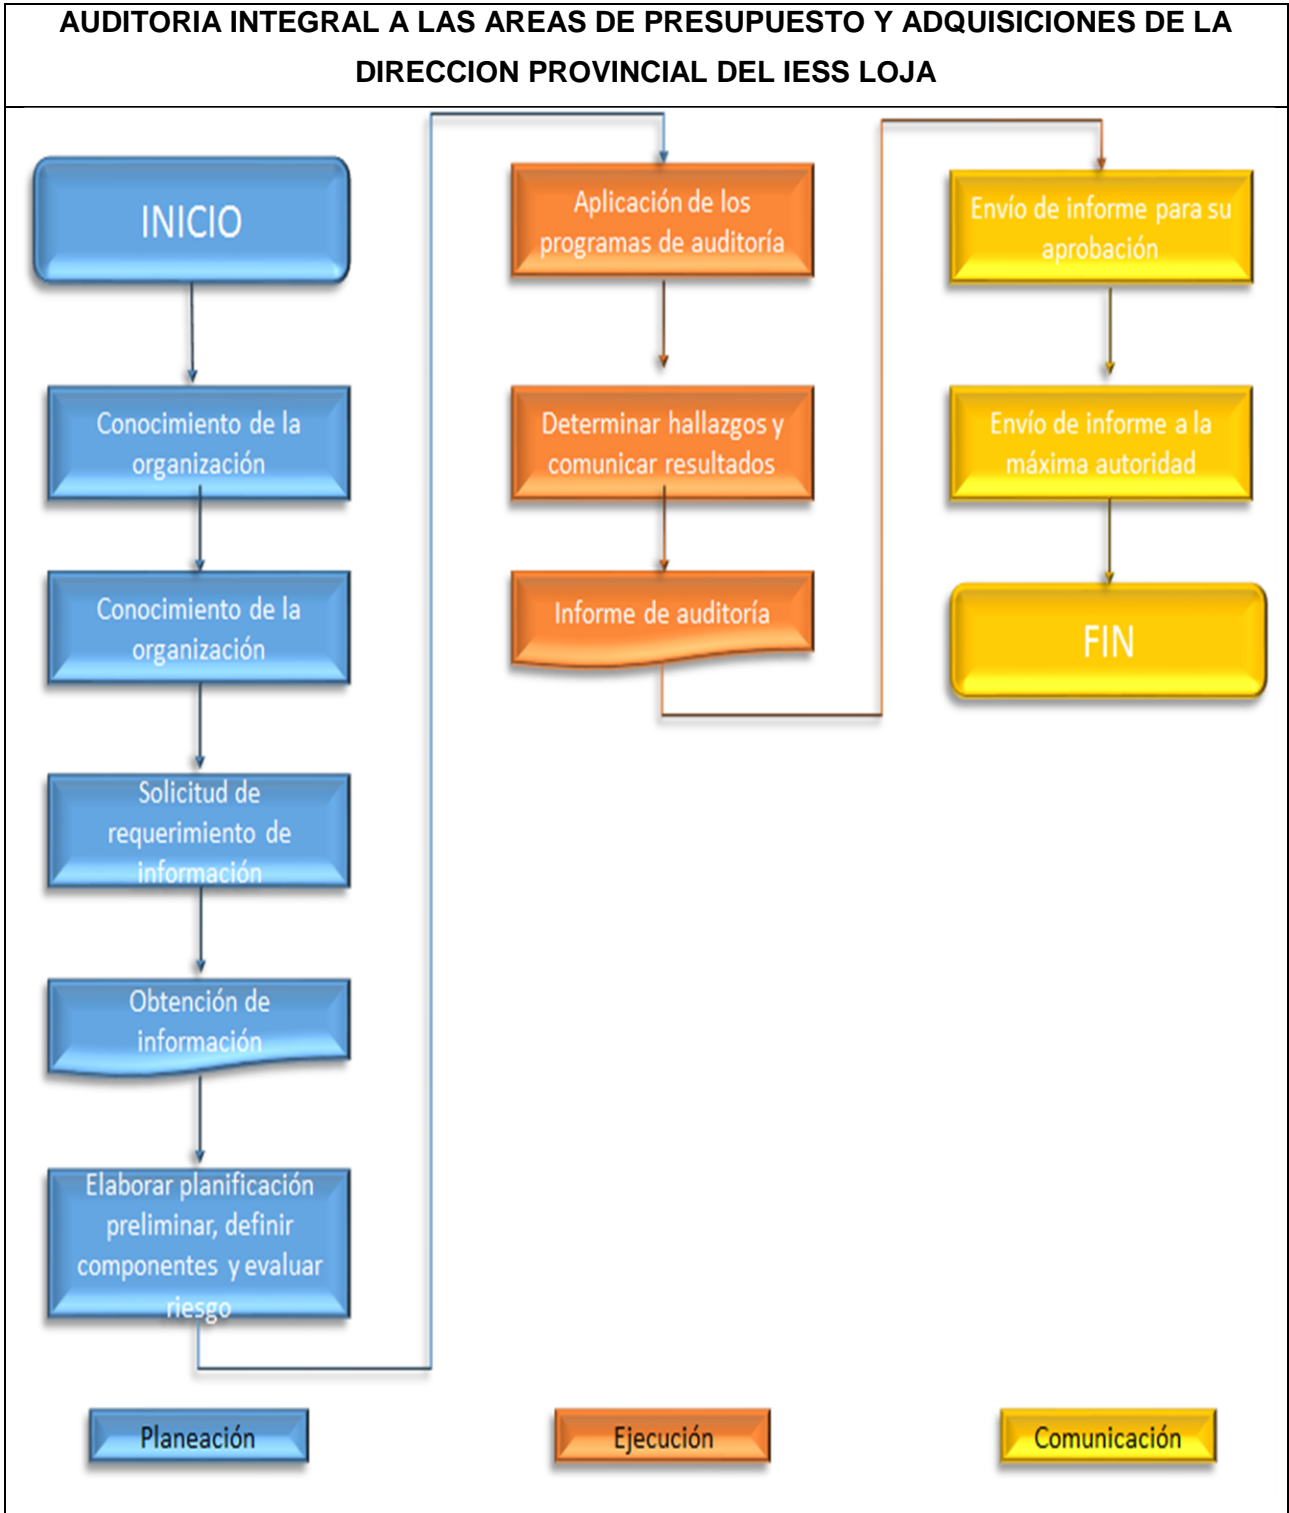 AUDITORIA INTEGRAL A LAS AREAS DE PRESUPUESTO Y ADQUISICIONES DE LA
DIRECCION PROVINCIAL DEL IESS LOJA
INICIO
Conocimiento de la
organización
Conocimiento de la
organización
Solicitud de
requerimiento de
información
Obtención de
información
Elaborar planificación
preliminar, definir
componentes y evaluar
riesgo
Aplicación de los
programas de auditoría
Determinar hallazgos y
comunicar resultados
Informe de auditoría
Envío de informe para su
aprobación
Envío de informe a la
máxima autoridad
FIN
Planeación
Ejecución
Comunicación